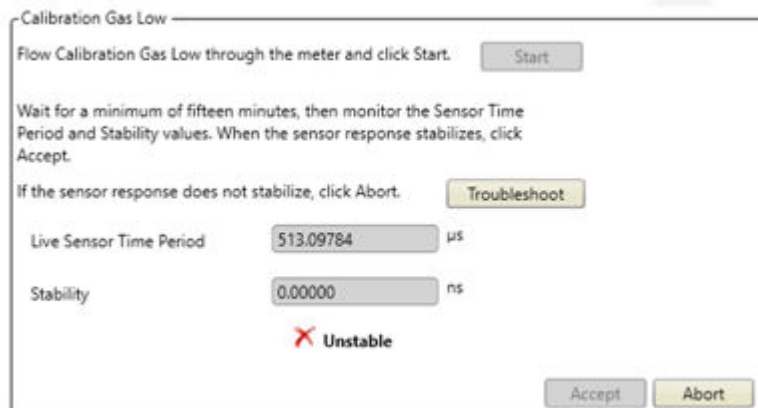 Calibration Gas Low
Flow Calibration Gas Low through the meter and click Start. Start
Wait for a minimum of fifteen minutes, then monitor the Sensor Time
Period and Stability values. When the sensor response stabilizes, click
Accept.
If the sensor response does not stabilize, click Abort. Troubleshoot
Live Sensor Time Period 513.09784 μs
Stability 0.00000 ns
Unstable
Accept Abort